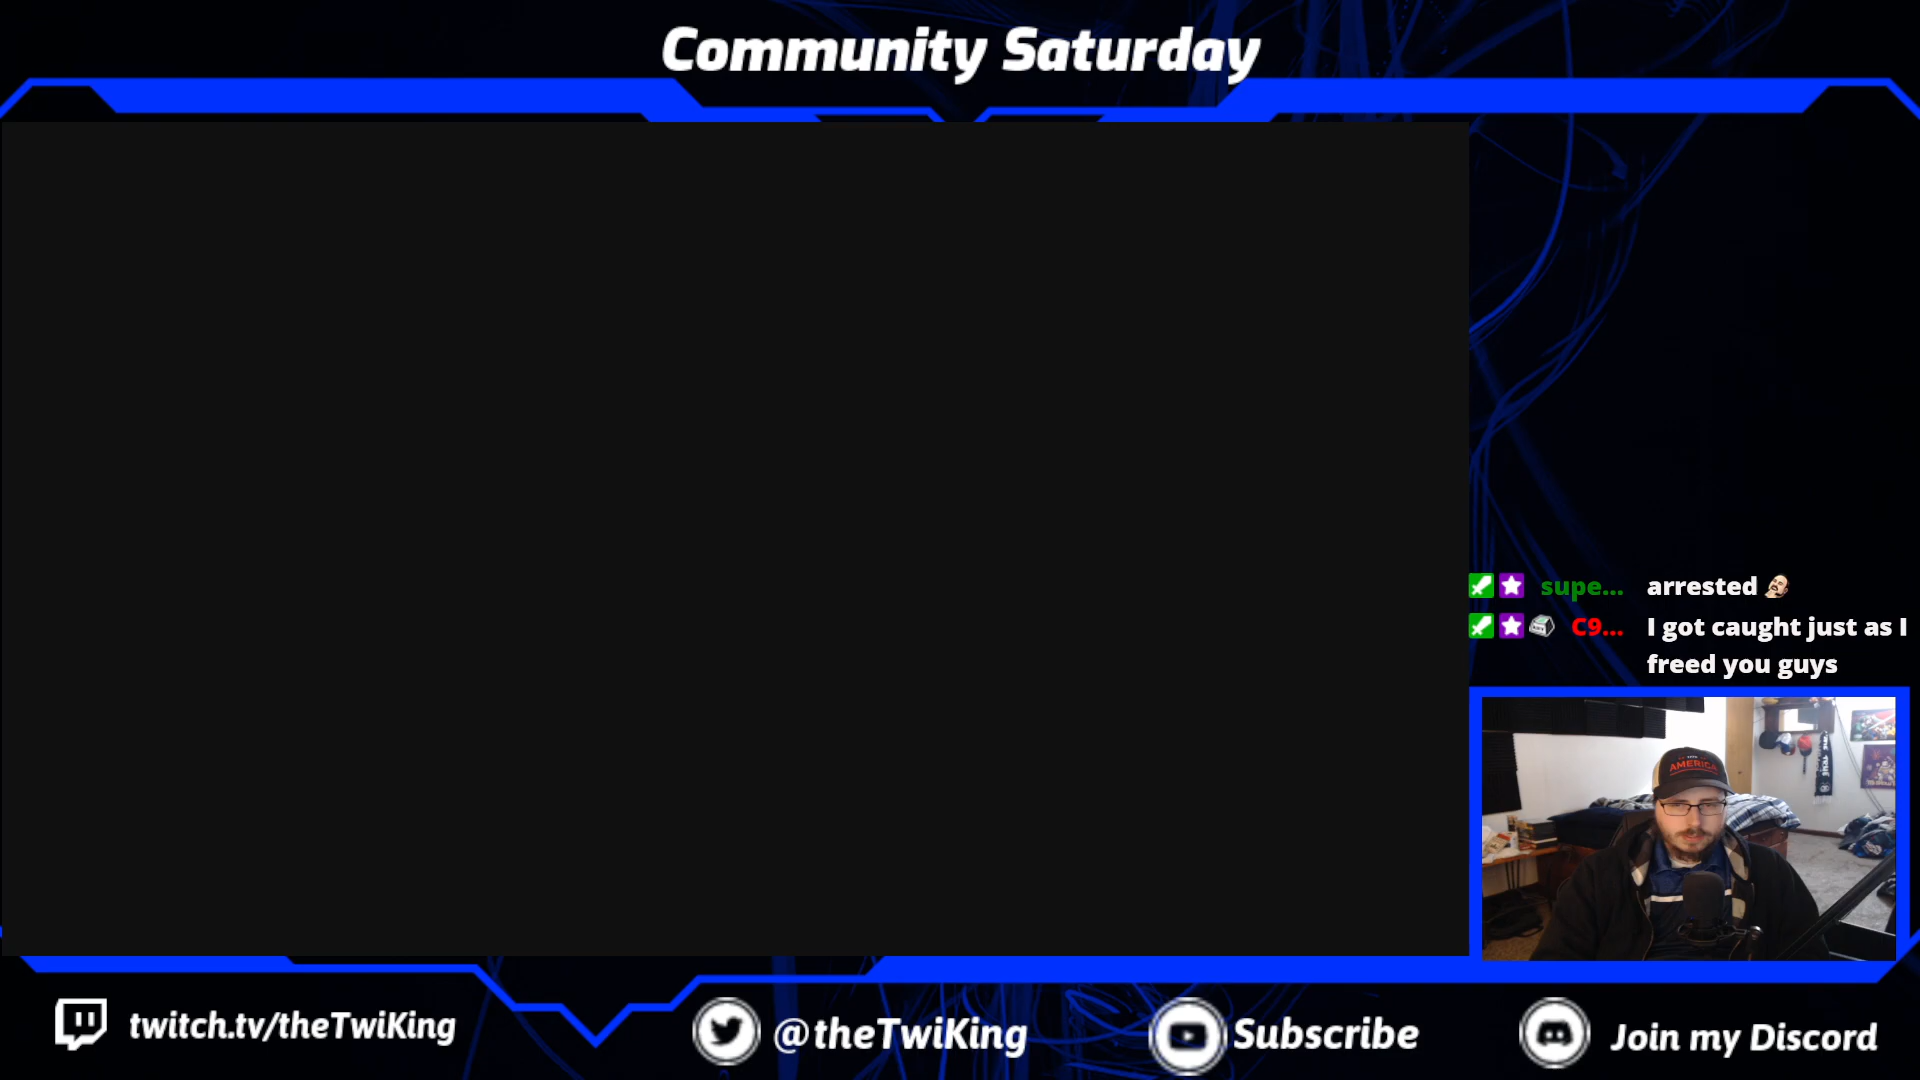 Community Saturday
supe... arrested
C9... I got caught just as I
freed you guys
AMERICA
twitch.tv/theTwiKing
@theTwiKing
Subscribe
Join my Discord